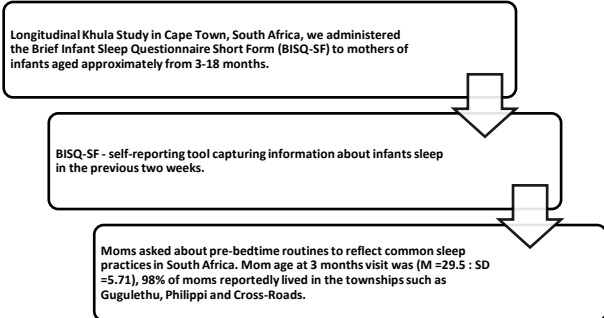 Longitudinal Khula Study in Cape Town, South Africa, we administered
the Brief Infant Sleep Questionnaire Short Form (BISQ-SF) to mothers of
infants aged approximately from 3-18 months.
BISQ-SF - self-reporting tool capturing information about infants sleep
in the previous two weeks.
Moms asked about pre-bedtime routines to reflect common sleep
practices in South Africa. Mom age at 3 months visit was (M =29.5 : SD
=5.71), 98% of moms reportedly lived in the townships such as
Gugulethu, Philippi and Cross-Roads.